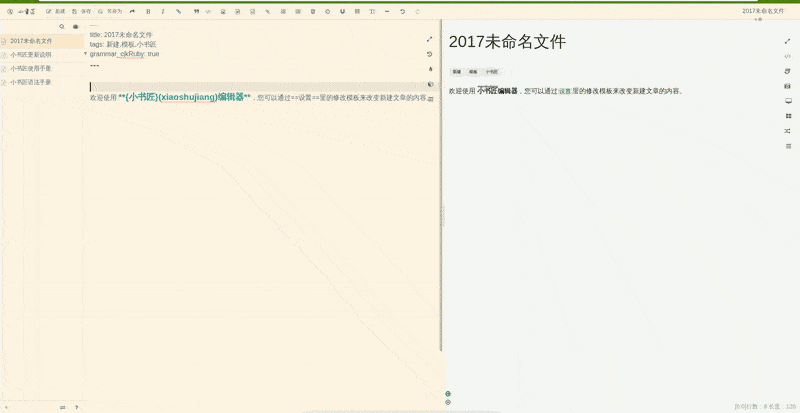 新建 保存 另存为
2017未命名文件
2017未命名文件
小书匠更新说明
小书匠使用手册
小书匠语法手册
title: 2017未命名文件
tags: 新建,模板,小书匠
grammar_cjkRuby: true
---
欢迎使用 **{小书匠}(xiaoshujiang)编辑器**，您可以通过==设置==里的修改模板来改变新建文章的内容。
2017未命名文件
新建 模板 小书匠
欢迎使用 小书匠编辑器，您可以通过 设置 里的修改模板来改变新建文章的内容。